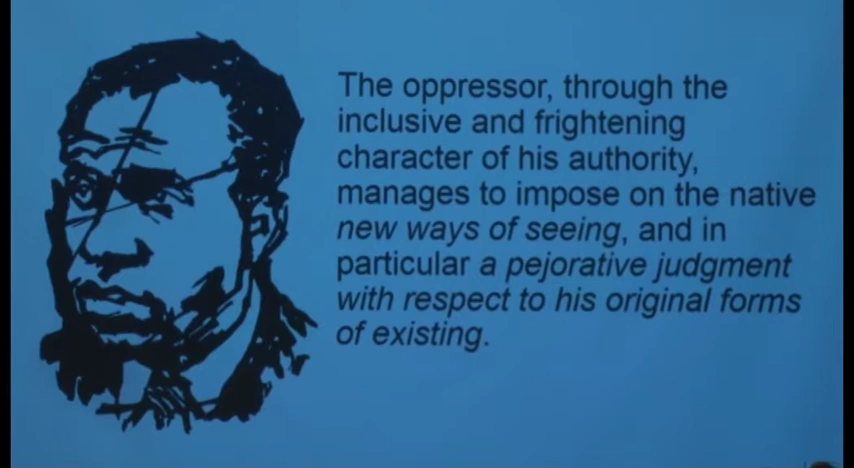 The oppressor, through the
inclusive and frightening
character of his authority,
manages to impose on the native
new ways of seeing, and in
particular a pejorative judgment
with respect to his original forms
of existing.